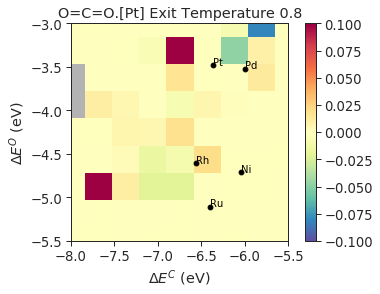 O=C=O.[Pt] Exit Temperature 0.8
−3.0
−3.5
−4.0
−4.5
−5.0
−5.5
ΔE^O (eV)
−8.0 −7.5 −7.0 −6.5 −6.0 −5.5
ΔE^C (eV)
Pt
Pd
Rh
Ni
Ru
0.100
0.075
0.050
0.025
0.000
−0.025
−0.050
−0.075
−0.100